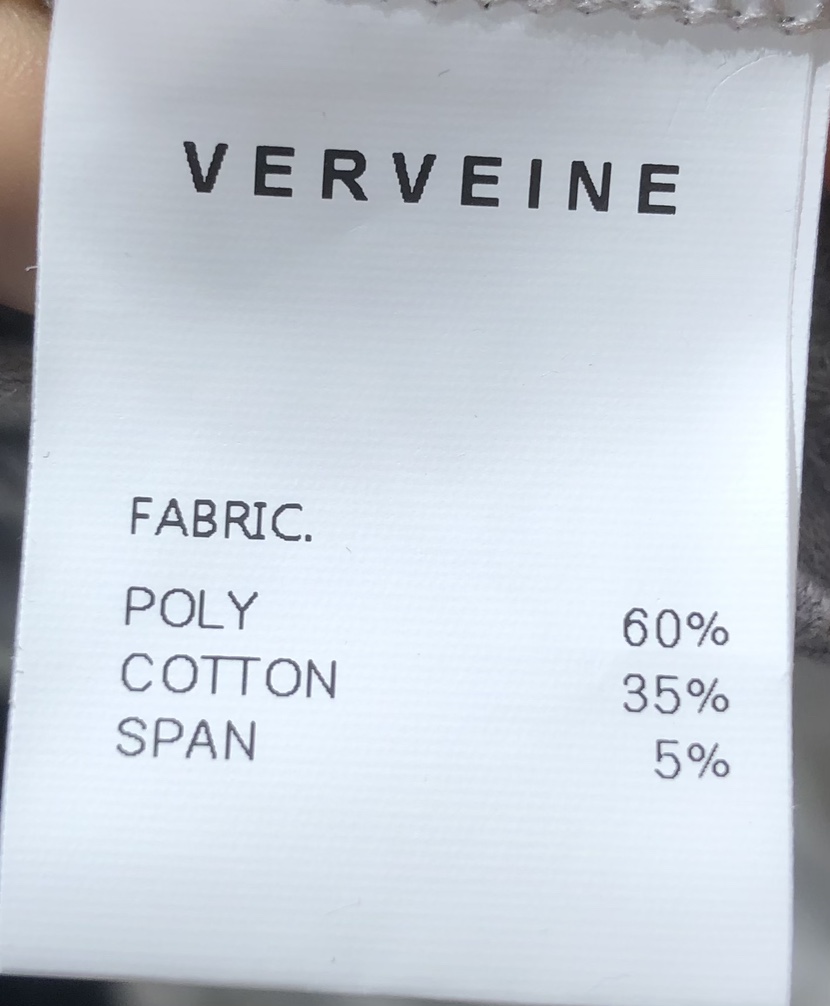 VERVEINE
FABRIC.
POLY 60%
COTTON 35%
SPAN 5%